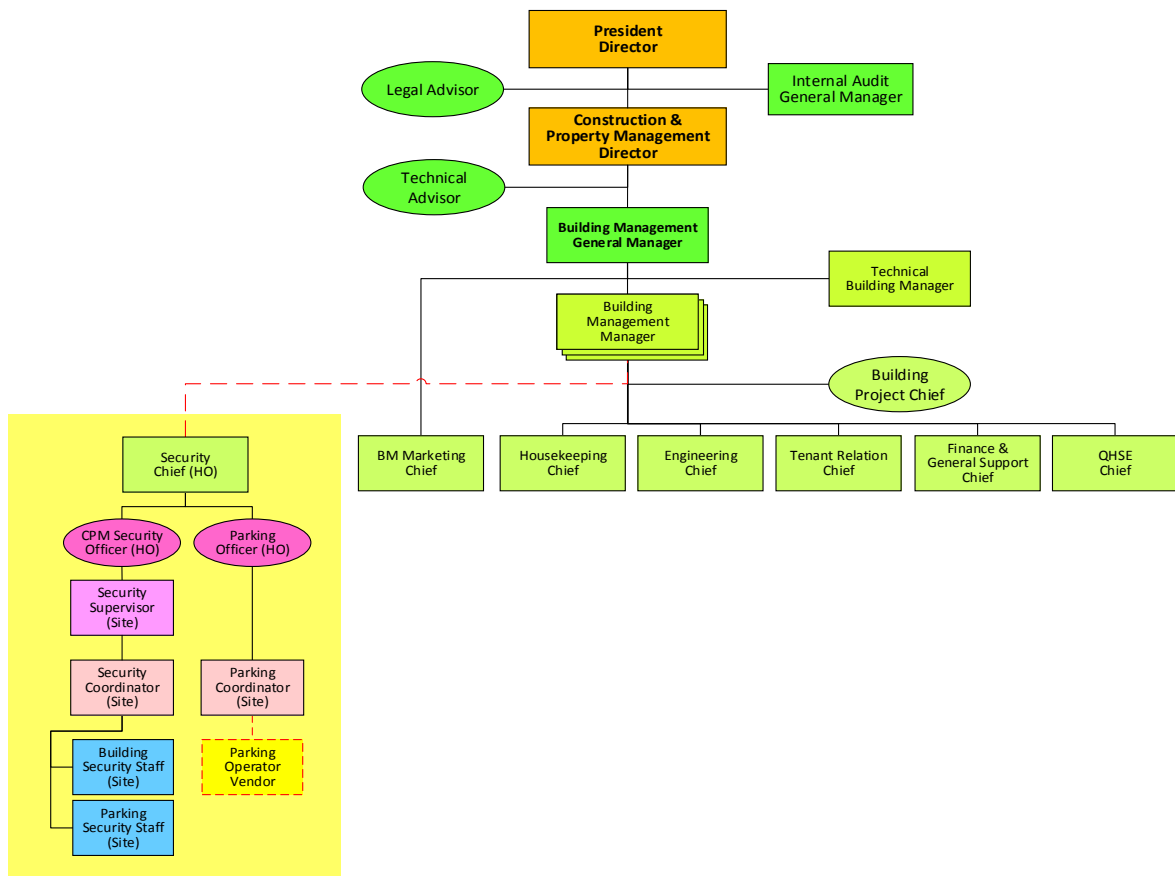 President
Director
Legal Advisor
Internal Audit
General Manager
Construction &
Property Management
Director
Technical
Advisor
Building Management
General Manager
Technical
Building Manager
Building
Management
Manager
Building
Project Chief
Security
Chief (HO)
BM Marketing
Chief
Housekeeping
Chief
Engineering
Chief
Tenant Relation
Chief
Finance &
General Support
Chief
QHSE
Chief
CPM Security
Officer (HO)
Parking
Officer (HO)
Security
Supervisor
(Site)
Security
Coordinator
(Site)
Parking
Coordinator
(Site)
Building
Security Staff
(Site)
Parking
Operator
Vendor
Parking
Security Staff
(Site)